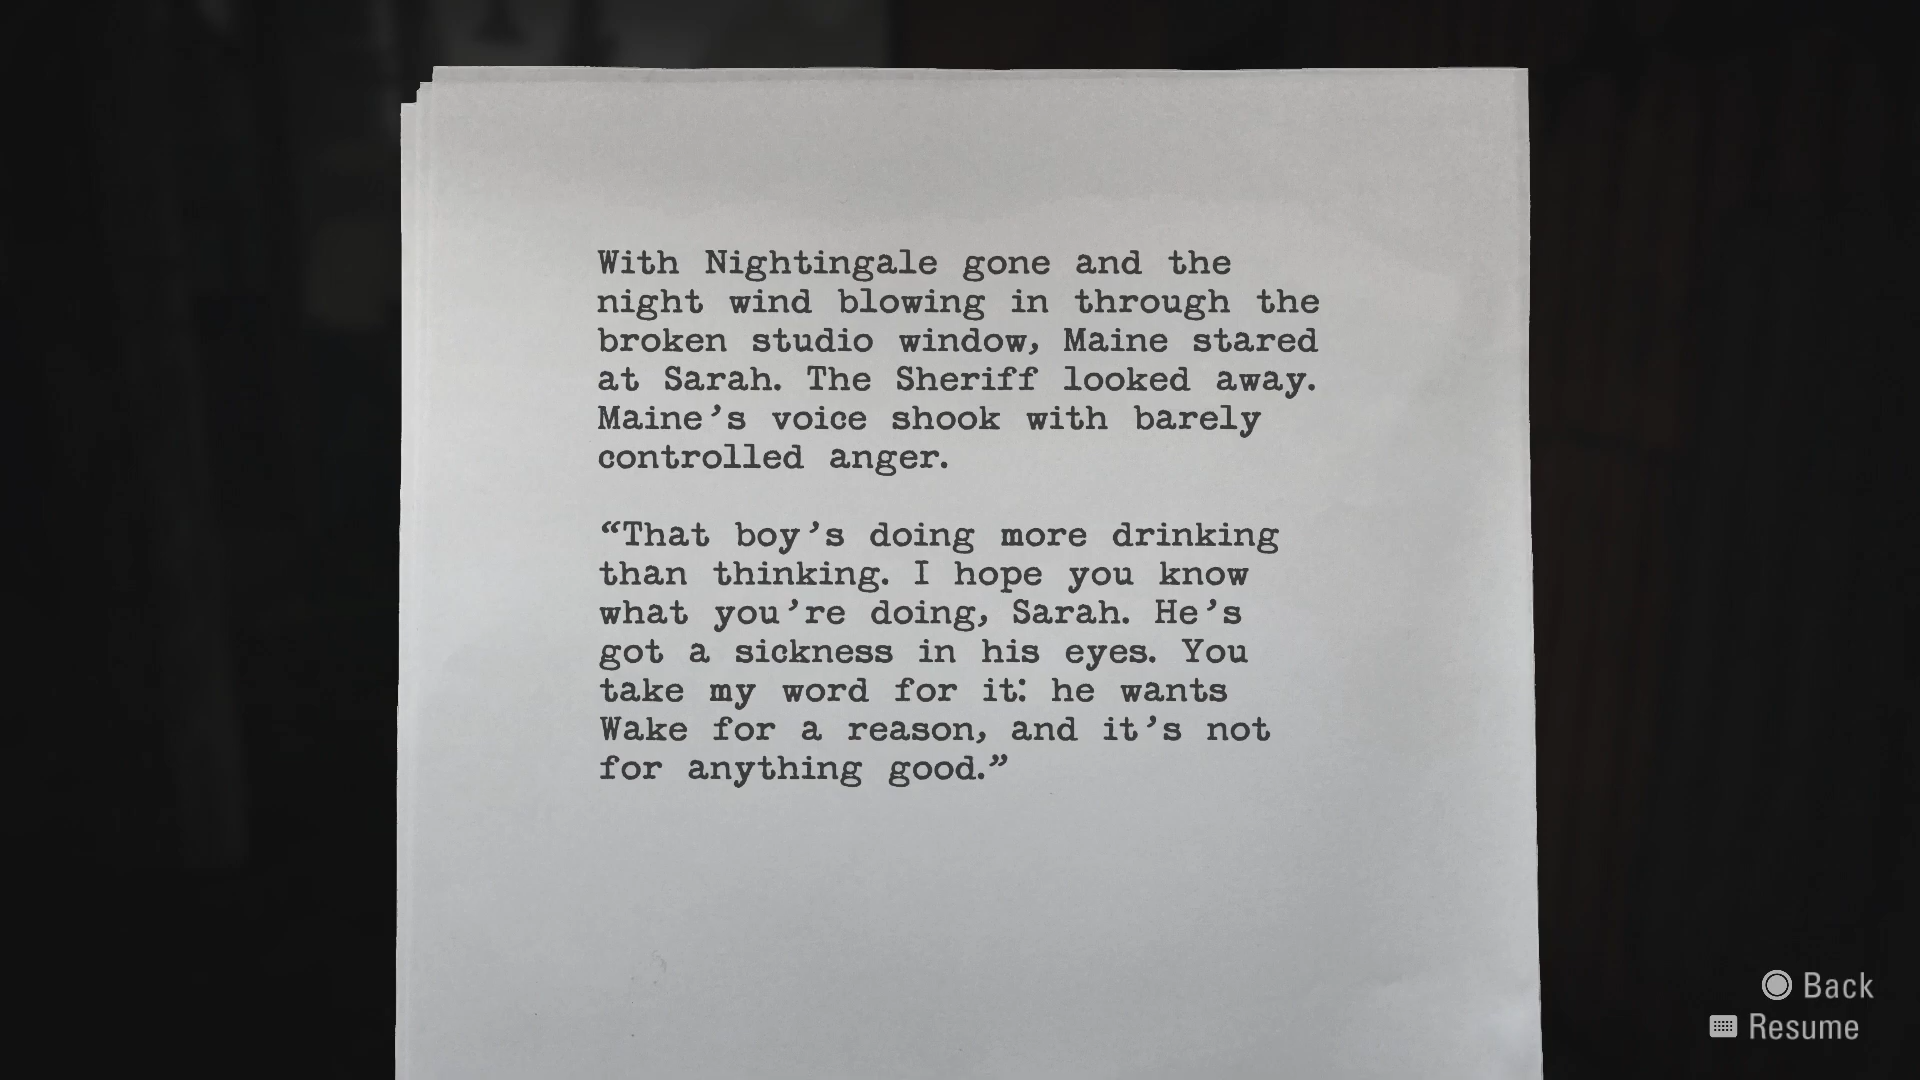 With Nightingale gone and the
night wind blowing in through the
broken studio window, Maine stared
at Sarah. The Sheriff looked away.
Maine’s voice shook with barely
controlled anger.
“That boy’s doing more drinking
than thinking. I hope you know
what you’re doing, Sarah. He’s
got a sickness in his eyes. You
take my word for it: he wants
Wake for a reason, and it’s not
for anything good.”
Back
Resume